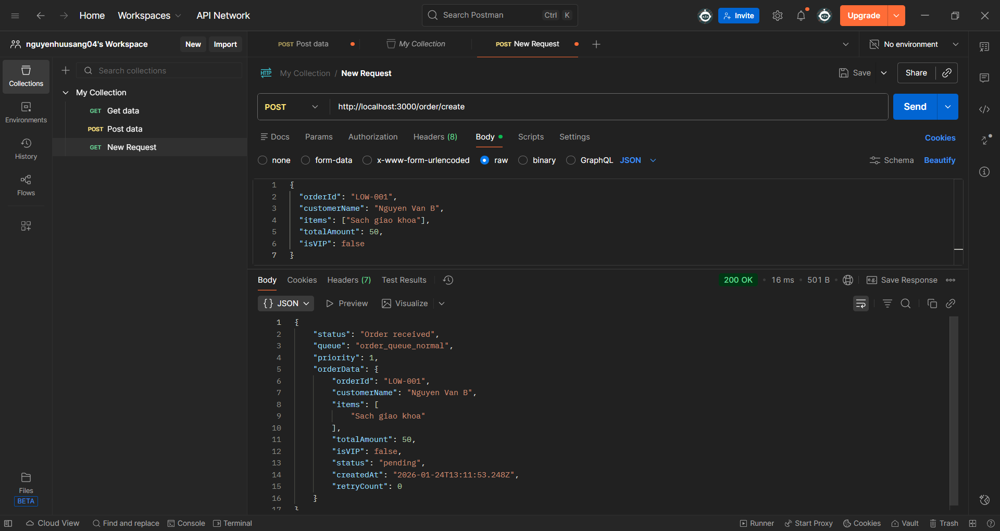 Home
Workspaces
API Network
Search Postman
Ctrl K
Invite
Upgrade
nguyenhuusang04's Workspace
New
Import
POST Post data
My Collection
POST New Request
No environment
Collections
Environments
History
Flows
Files
BETA
Search collections
My Collection
GET Get data
POST Post data
GET New Request
HTTP My Collection / New Request
Save
Share
POST
http://localhost:3000/order/create
Send
Docs
Params
Authorization
Headers (8)
Body
Scripts
Settings
Cookies
none
form-data
x-www-form-urlencoded
raw
binary
GraphQL
JSON
Schema
Beautify
1 {
2 "orderId": "LOW-001",
3 "customerName": "Nguyen Van B",
4 "items": ["Sach giao khoa"],
5 "totalAmount": 50,
6 "isVIP": false
7 }
Body
Cookies
Headers (7)
Test Results
200 OK
16 ms
501 B
e.g. Save Response
{} JSON
Preview
Visualize
1 {
2 "status": "Order received",
3 "queue": "order_queue_normal",
4 "priority": 1,
5 "orderData": {
6 "orderId": "LOW-001",
7 "customerName": "Nguyen Van B",
8 "items": [
9 "Sach giao khoa"
10 ],
11 "totalAmount": 50,
12 "isVIP": false,
13 "status": "pending",
14 "createdAt": "2026-01-24T13:11:53.248Z",
15 "retryCount": 0
16 }
17 }
Cloud View
Find and replace
Console
Terminal
Runner
Start Proxy
Cookies
Vault
Trash